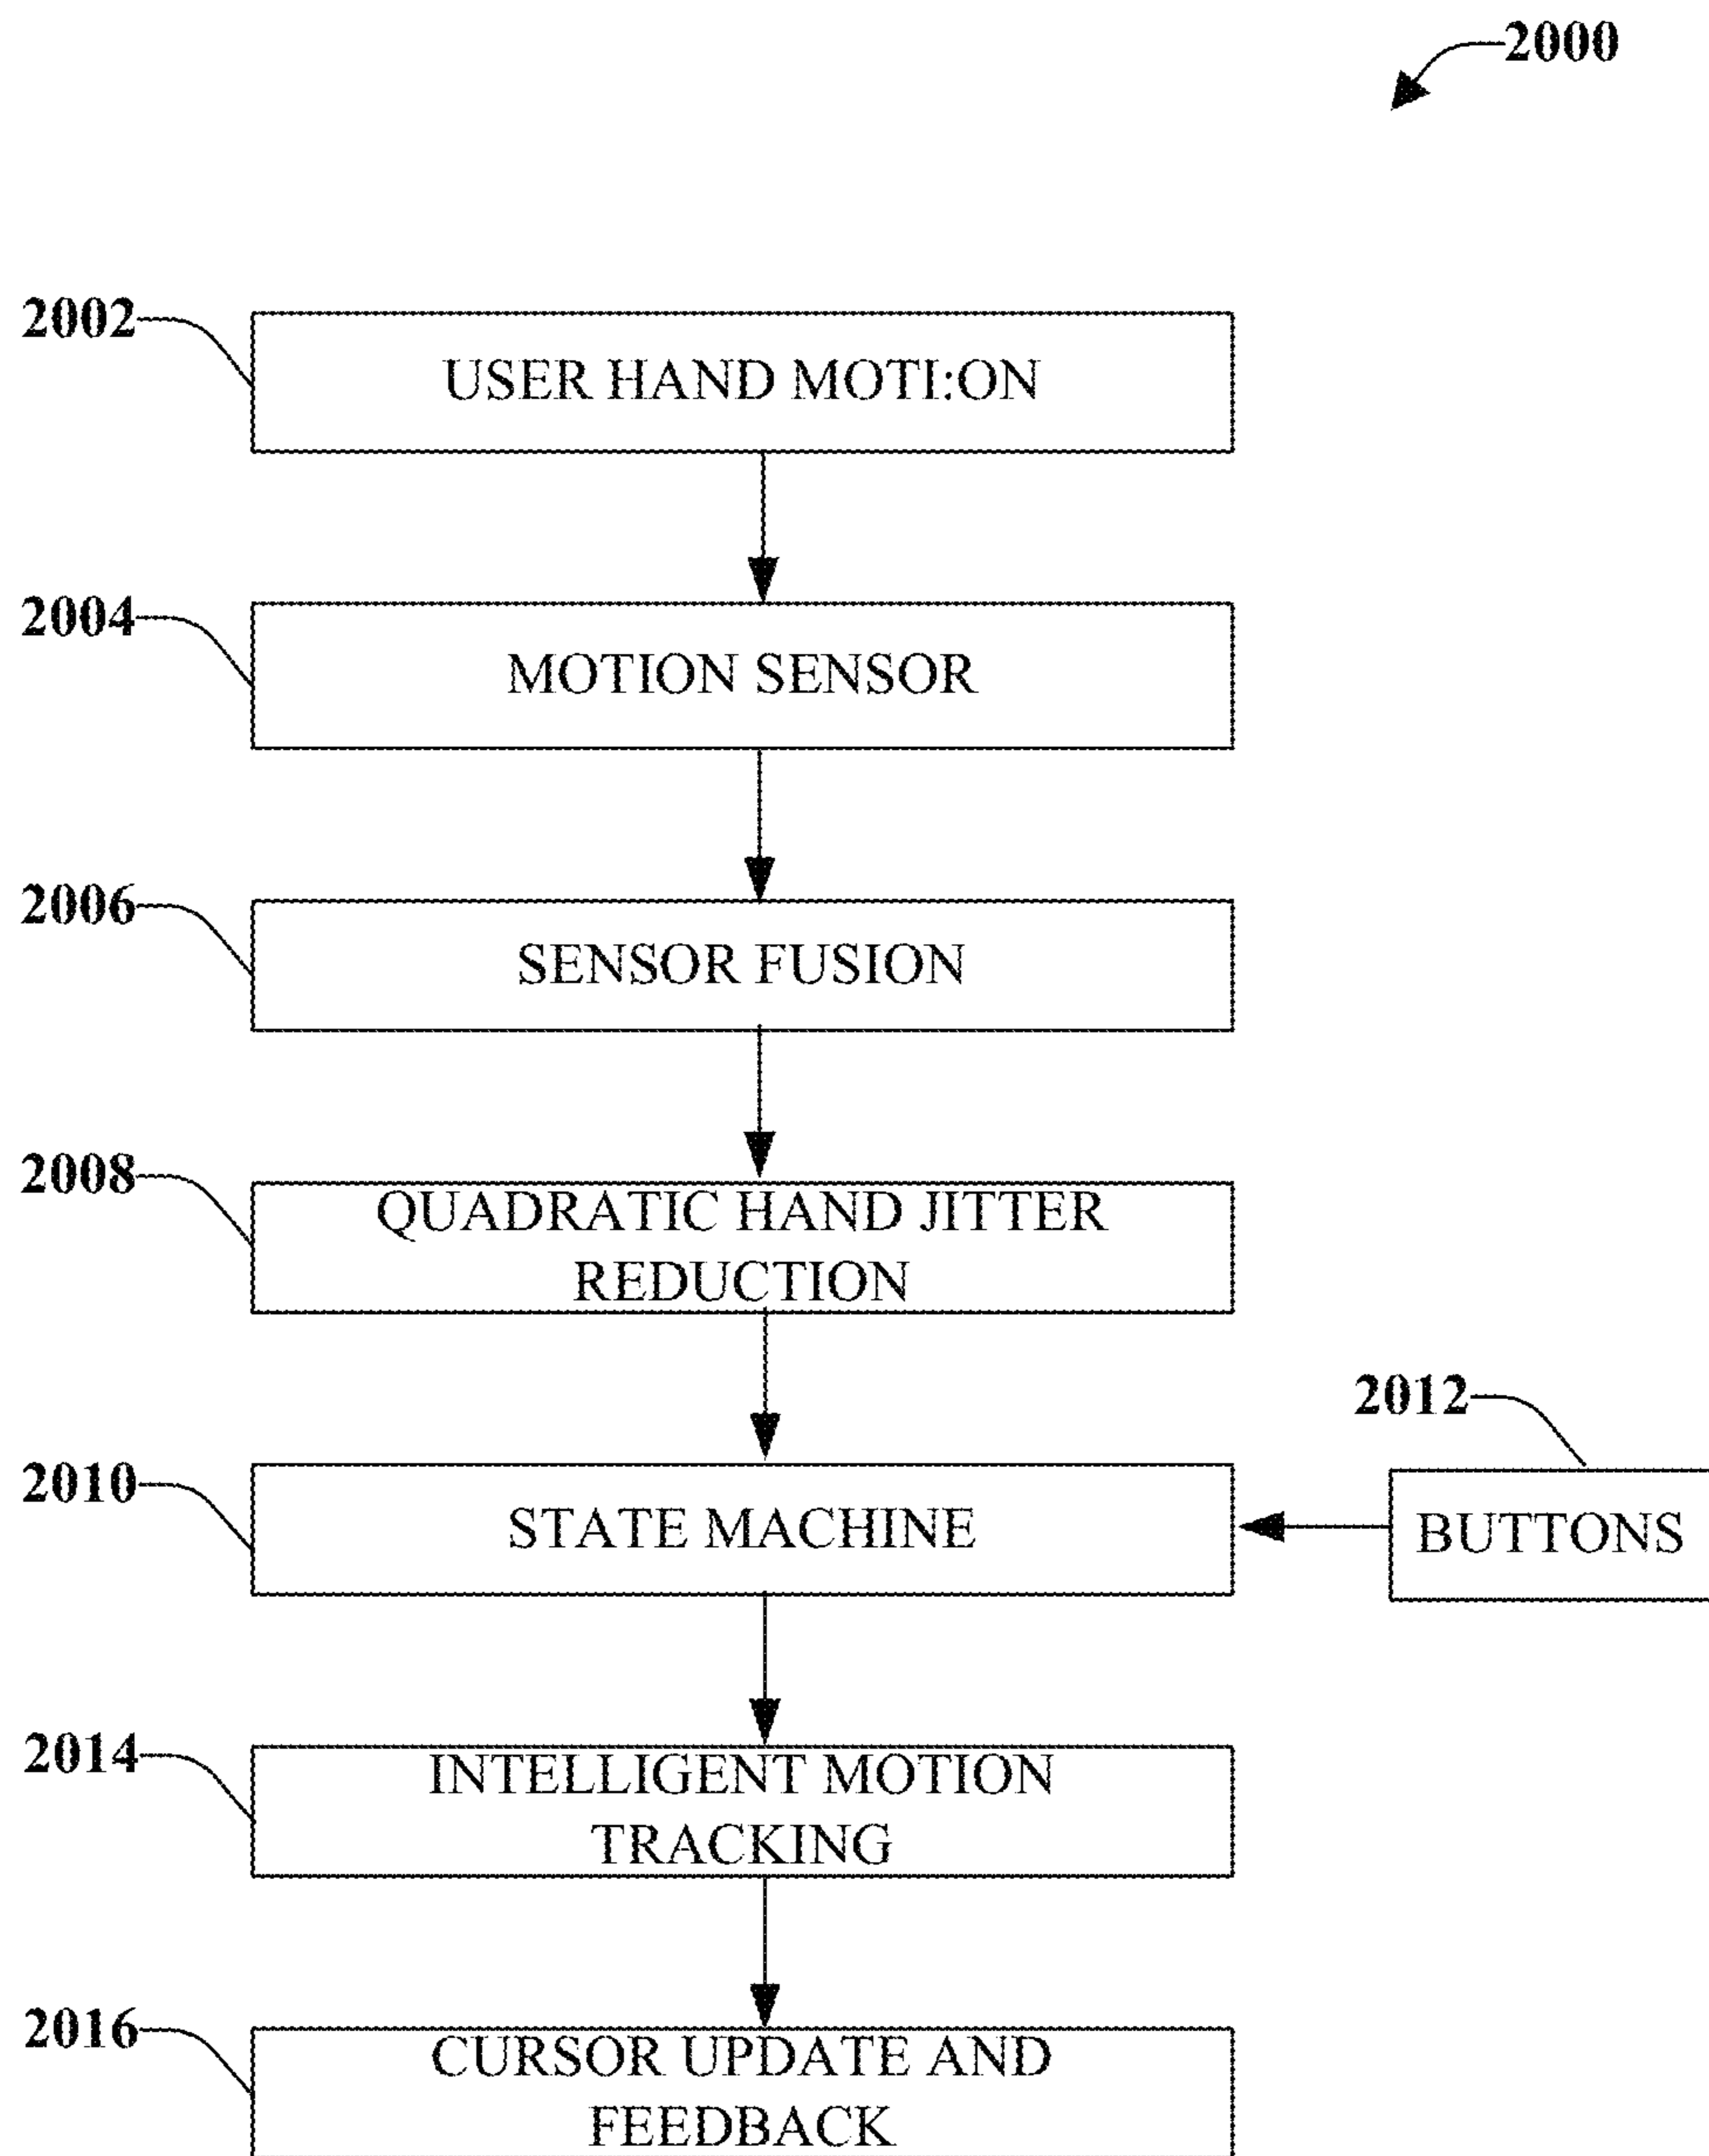 2000
2002
USER HAND MOTI:ON
2004
MOTION SENSOR
2006
SENSOR FUSION
2008
QUADRATIC HAND JITTER
REDUCTION
2010
STATE MACHINE
2012
BUTTONS
2014
INTELLIGENT MOTION
TRACKING
2016
CURSOR UPDATE AND
FEEDBACK